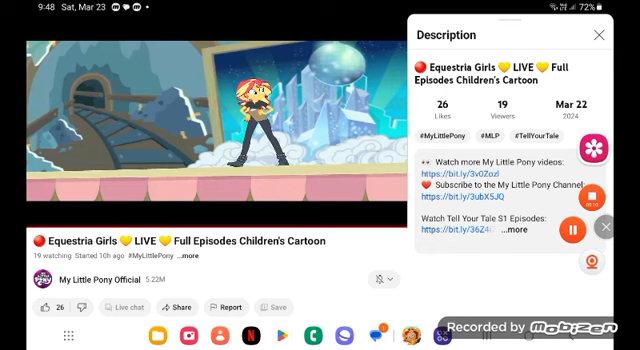 9:48 Sat, Mar 23
72%
Description
🔴 Equestria Girls 💛 LIVE 💛 Full
Episodes Children's Cartoon
26 19 Mar 22
Likes Viewers 2024
#MyLittlePony #MLP #TellYourTale
👀 Watch more My Little Pony videos:
https://bit.ly/3v0Zozl
❤️ Subscribe to the My Little Pony Channel:
https://bit.ly/3ubX5JQ
Watch Tell Your Tale S1 Episodes:
https://bit.ly/36Z4i ...more
🔴 Equestria Girls 💛 LIVE 💛 Full Episodes Children's Cartoon
19 watching Started 10h ago #MyLittlePony ...more
My Little Pony Official 5.22M
26 Live chat Share Report Save
Recorded by Mobizen